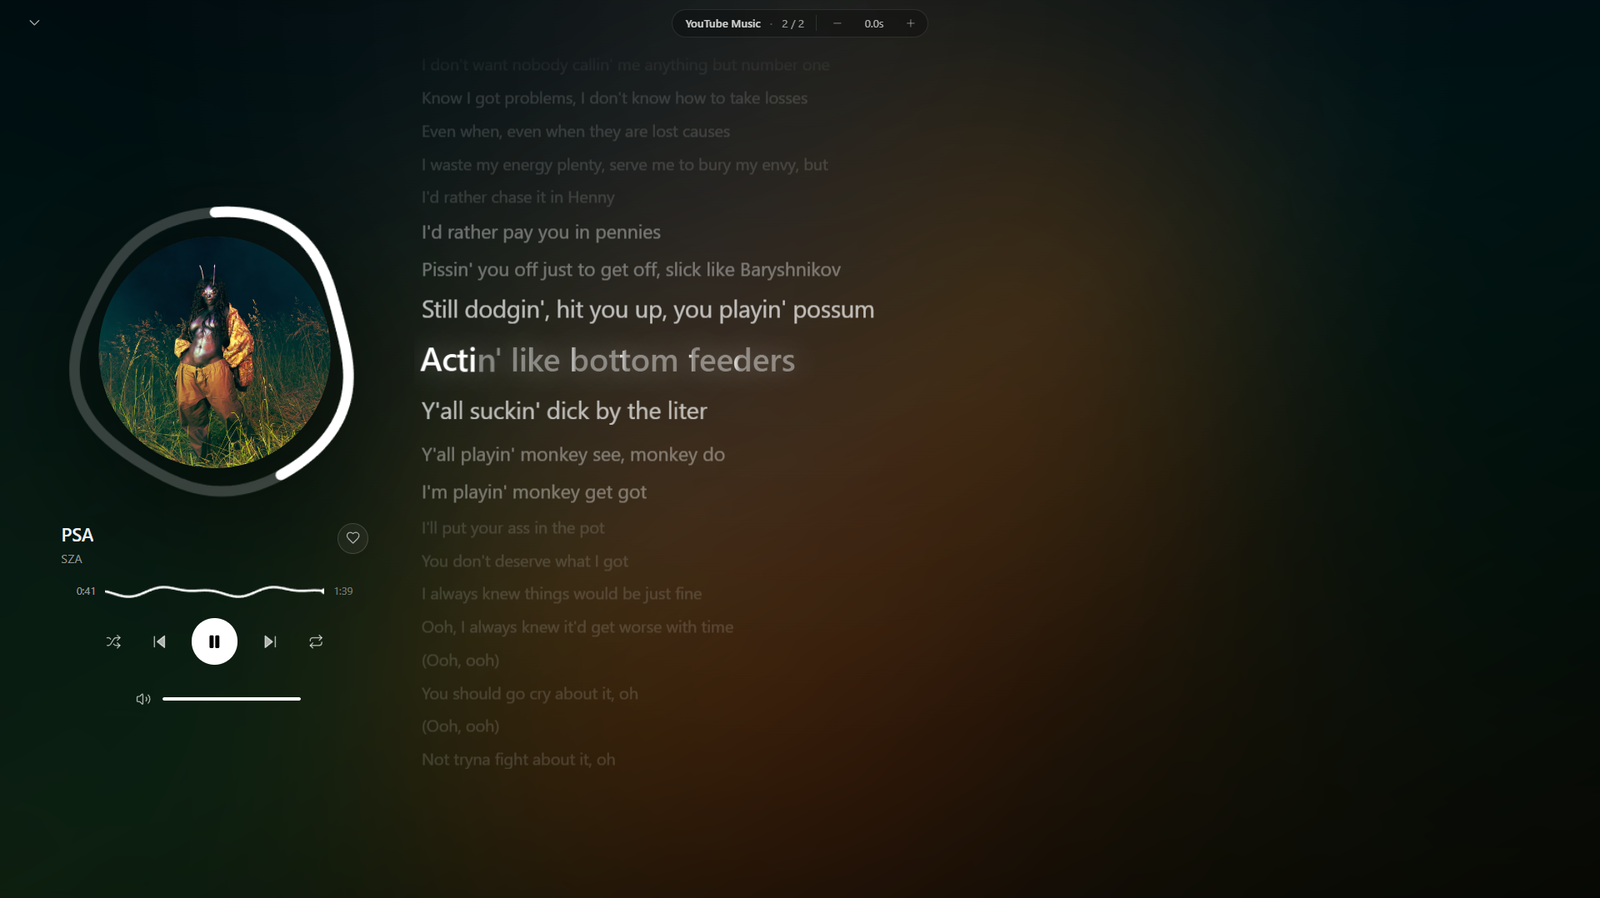 YouTube Music · 2 / 2 − 0.0s +
I don't want nobody callin' me anything but number one
Know I got problems, I don't know how to take losses
Even when, even when they are lost causes
I waste my energy plenty, serve me to bury my envy, but
I'd rather chase it in Henny
I'd rather pay you in pennies
Pissin' you off just to get off, slick like Baryshnikov
Still dodgin', hit you up, you playin' possum
Actin' like bottom feeders
Y'all suckin' dick by the liter
Y'all playin' monkey see, monkey do
I'm playin' monkey get got
I'll put your ass in the pot
You don't deserve what I got
I always knew things would be just fine
Ooh, I always knew it'd get worse with time
(Ooh, ooh)
You should go cry about it, oh
(Ooh, ooh)
Not tryna fight about it, oh
PSA
SZA
0:41 1:39